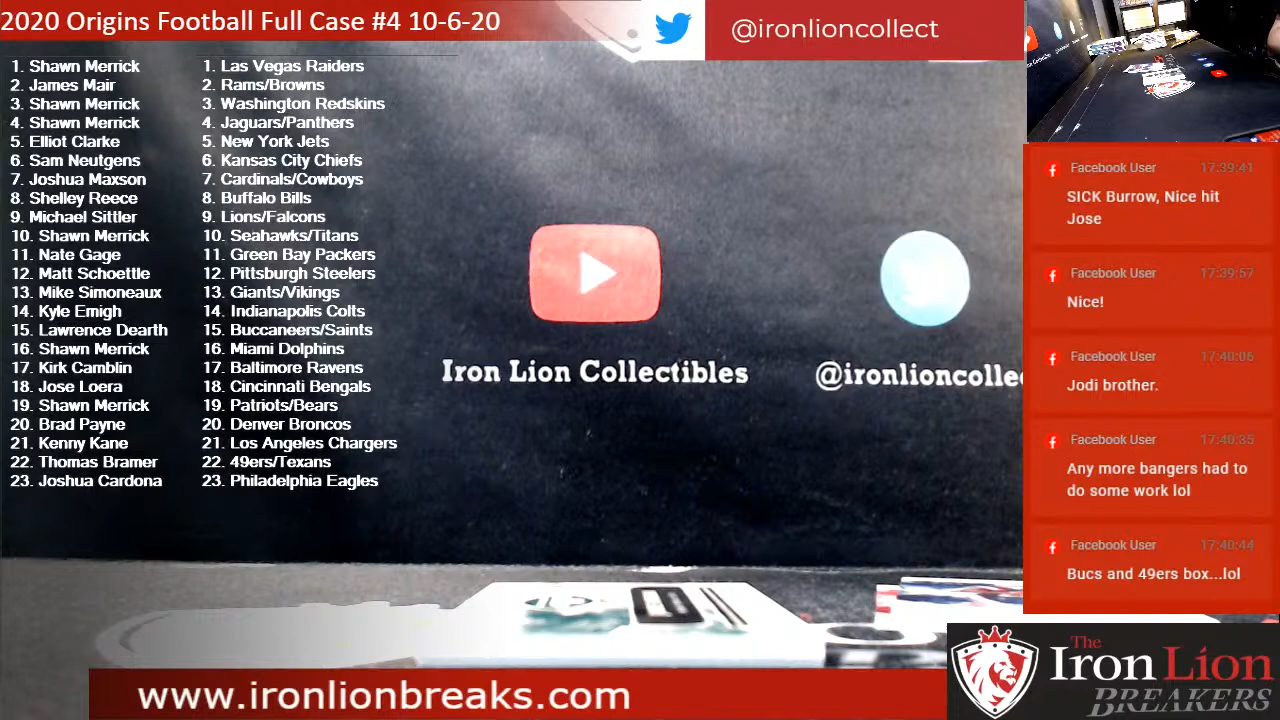 2020 Origins Football Full Case #4 10-6-20
@ironlioncollect
1. Shawn Merrick 1. Las Vegas Raiders
2. James Mair 2. Rams/Browns
3. Shawn Merrick 3. Washington Redskins
4. Shawn Merrick 4. Jaguars/Panthers
5. Elliot Clarke 5. New York Jets
6. Sam Neutgens 6. Kansas City Chiefs
7. Joshua Maxson 7. Cardinals/Cowboys
8. Shelley Reece 8. Buffalo Bills
9. Michael Sittler 9. Lions/Falcons
10. Shawn Merrick 10. Seahawks/Titans
11. Nate Gage 11. Green Bay Packers
12. Matt Schoettle 12. Pittsburgh Steelers
13. Mike Simoneaux 13. Giants/Vikings
14. Kyle Emigh 14. Indianapolis Colts
15. Lawrence Dearth 15. Buccaneers/Saints
16. Shawn Merrick 16. Miami Dolphins
17. Kirk Camblin 17. Baltimore Ravens
18. Jose Loera 18. Cincinnati Bengals
19. Shawn Merrick 19. Patriots/Bears
20. Brad Payne 20. Denver Broncos
21. Kenny Kane 21. Los Angeles Chargers
22. Thomas Bramer 22. 49ers/Texans
23. Joshua Cardona 23. Philadelphia Eagles
Iron Lion Collectibles
@ironlioncolle
Facebook User 17:39:41
SICK Burrow, Nice hit
Jose
Facebook User 17:39:57
Nice!
Facebook User 17:40:06
Jodi brother.
Facebook User 17:40:35
Any more bangers had to
do some work lol
Facebook User 17:40:44
Bucs and 49ers box...lol
www.ironlionbreaks.com
The
Iron Lion
BREAKERS